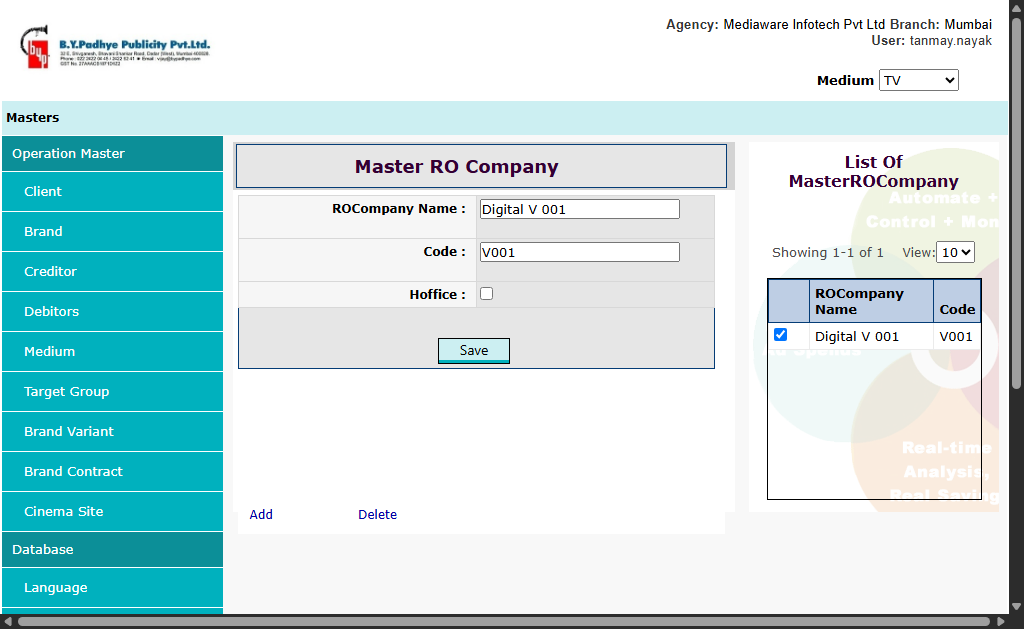 Agency: Mediaware Infotech Pvt Ltd Branch: Mumbai
User: tanmay.nayak
B.Y.Padhye Publicity Pvt.Ltd.
Medium TV
Masters
Operation Master
Client
Brand
Creditor
Debitors
Medium
Target Group
Brand Variant
Brand Contract
Cinema Site
Database
Language
Master RO Company
ROCompany Name : Digital V 001
Code : V001
Hoffice :
Save
Add Delete
List Of
MasterROCompany
Automate +
Control + Mon
Showing 1-1 of 1 View: 10
ROCompany
Name Code
Digital V 001 V001
Real-time
Analysis,
Real Saving